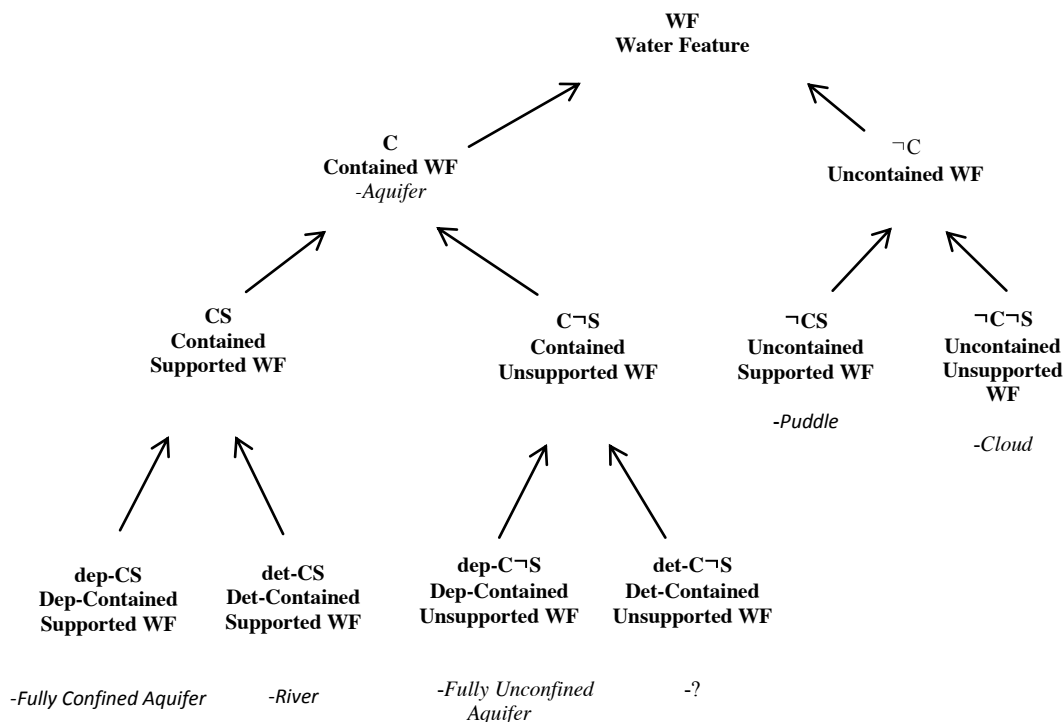 WF
Water Feature
C
Contained WF
-Aquifer
¬C
Uncontained WF
CS
Contained
Supported WF
C¬S
Contained
Unsupported WF
¬CS
Uncontained
Supported WF
-Puddle
¬C¬S
Uncontained
Unsupported
WF
-Cloud
dep-CS
Dep-Contained
Supported WF
-Fully Confined Aquifer
det-CS
Det-Contained
Supported WF
-River
dep-C¬S
Dep-Contained
Unsupported WF
-Fully Unconfined
Aquifer
det-C¬S
Det-Contained
Unsupported WF
-?